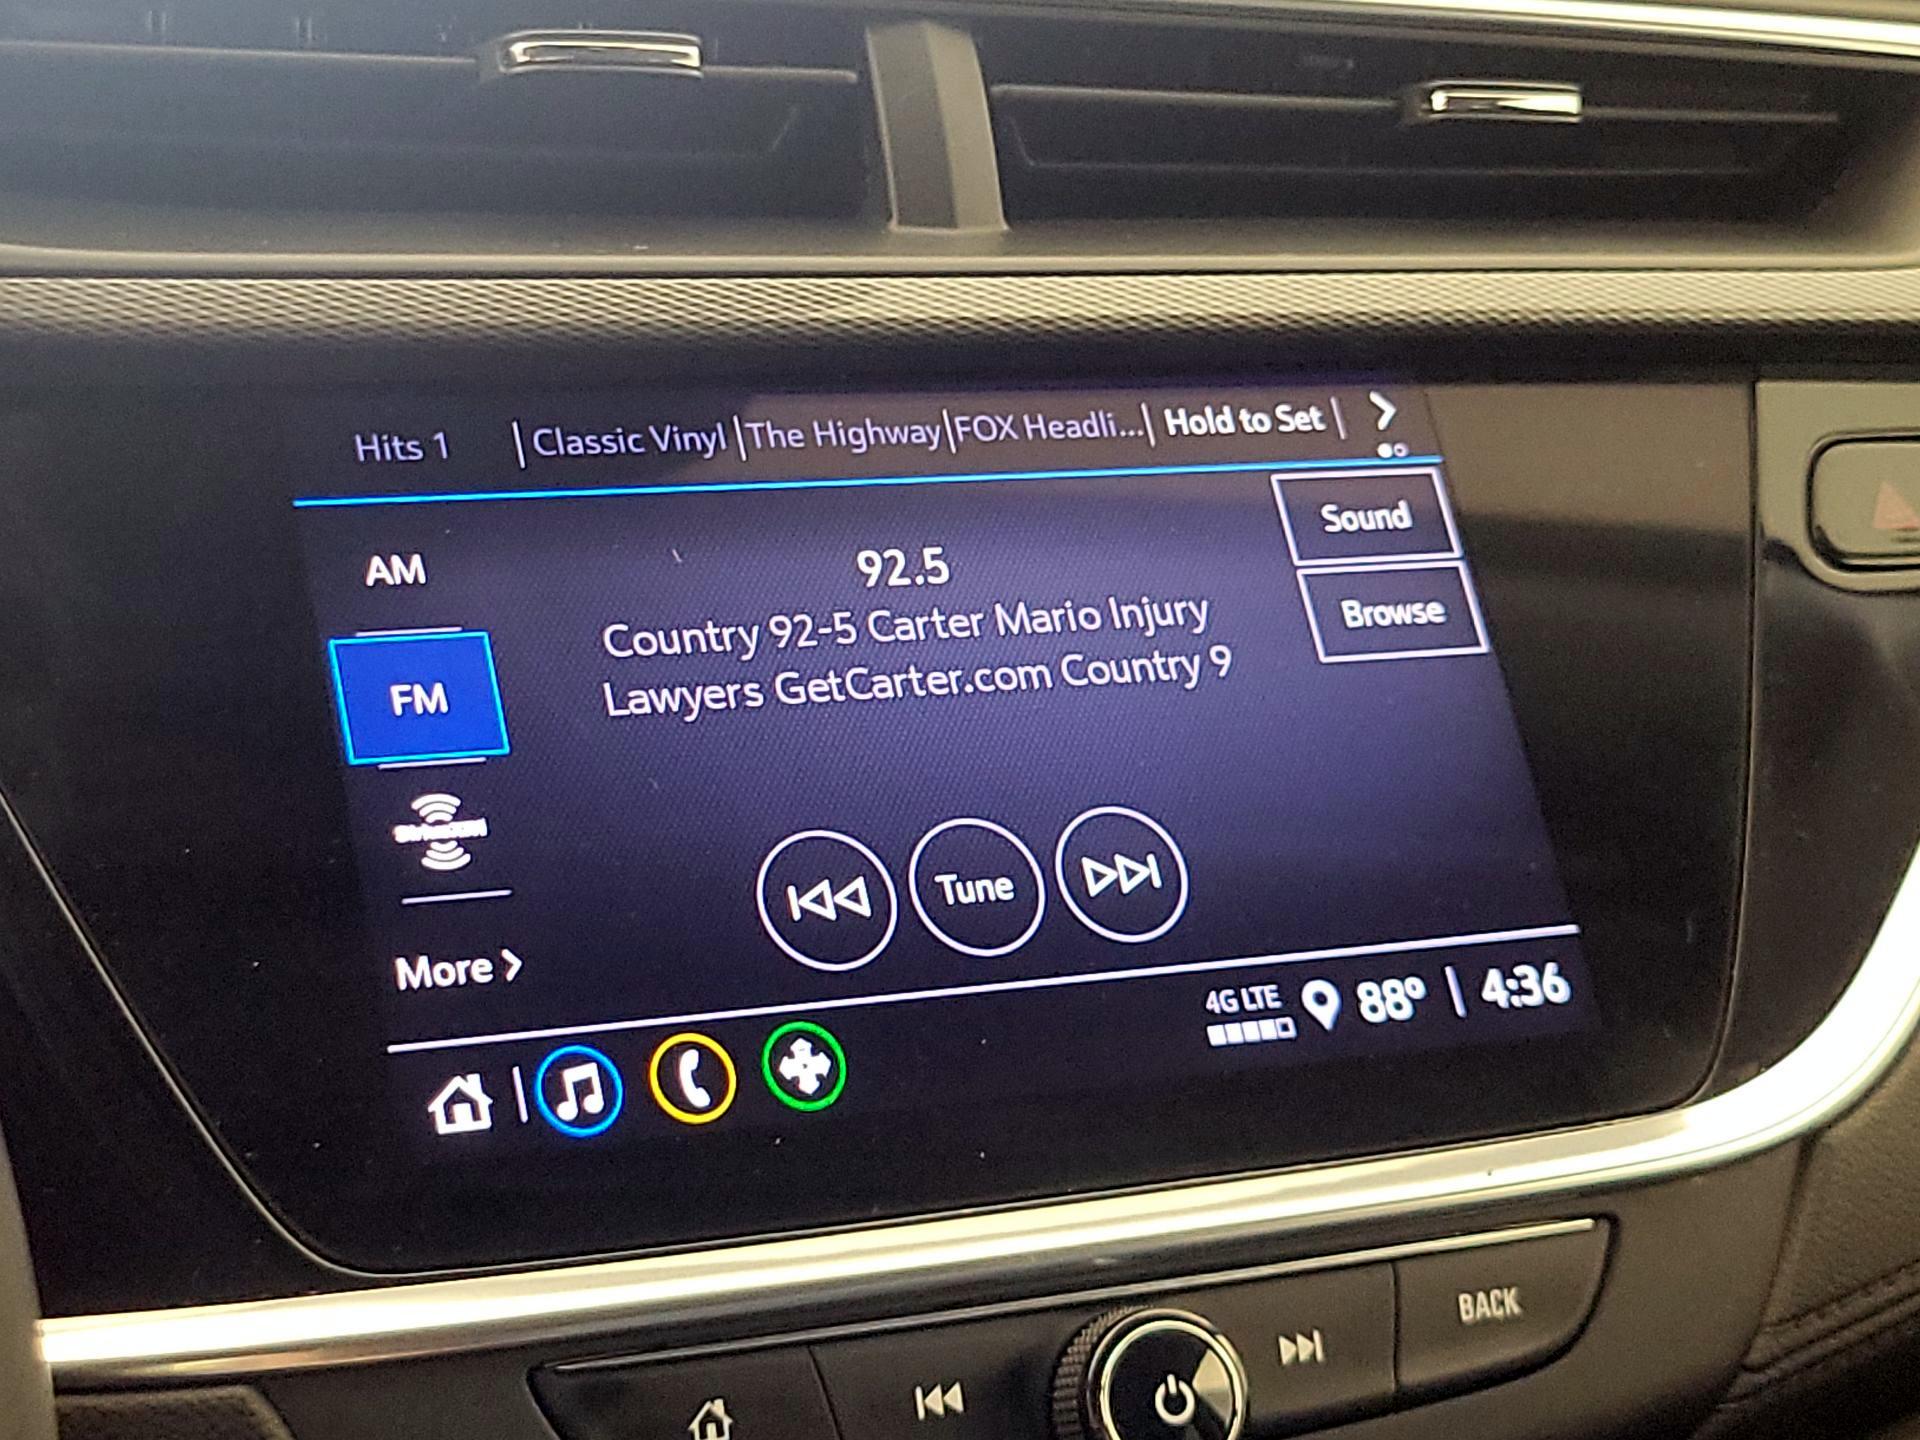 Hits 1 | Classic Vinyl | The Highway | FOX Headli... | Hold to Set |
Sound
AM
92.5
Browse
Country 92-5 Carter Mario Injury
Lawyers GetCarter.com Country 9
FM
Tune
More
4G LTE
88° | 4:36
BACK